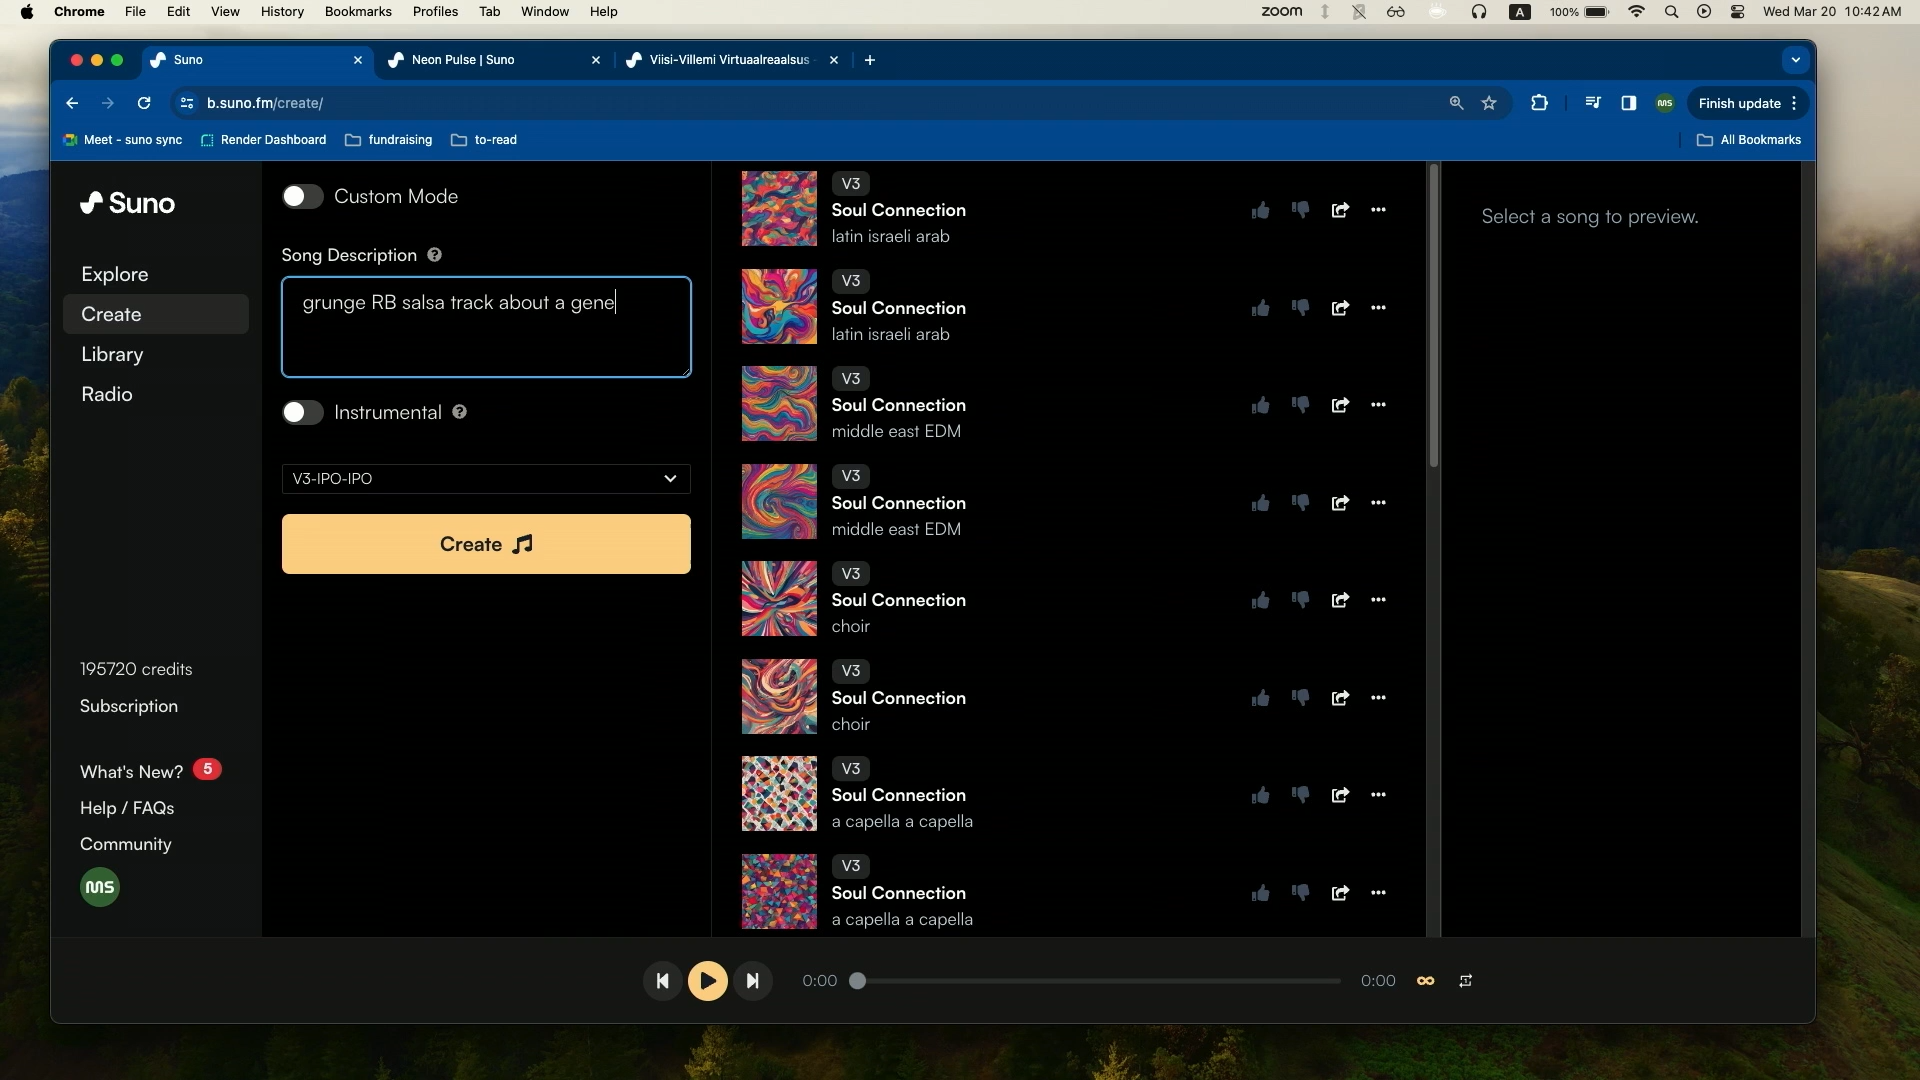 Chrome File Edit View History Bookmarks Profiles Tab Window Help
zoom A 100% Wed Mar 20 10:42 AM
Suno
Neon Pulse | Suno
Viisi-Villemi Virtuaalreaalsus
b.suno.fm/create/
MS
Finish update
Meet - suno sync
Render Dashboard
fundraising
to-read
All Bookmarks
Suno
Explore
Create
Library
Radio
195720 credits
Subscription
What's New? 5
Help / FAQs
Community
MS
Custom Mode
Song Description ?
grunge RB salsa track about a gene
Instrumental ?
V3-IPO-IPO
Create
V3
Soul Connection
latin israeli arab
V3
Soul Connection
latin israeli arab
V3
Soul Connection
middle east EDM
V3
Soul Connection
middle east EDM
V3
Soul Connection
choir
V3
Soul Connection
choir
V3
Soul Connection
a capella a capella
V3
Soul Connection
a capella a capella
Select a song to preview.
0:00
0:00